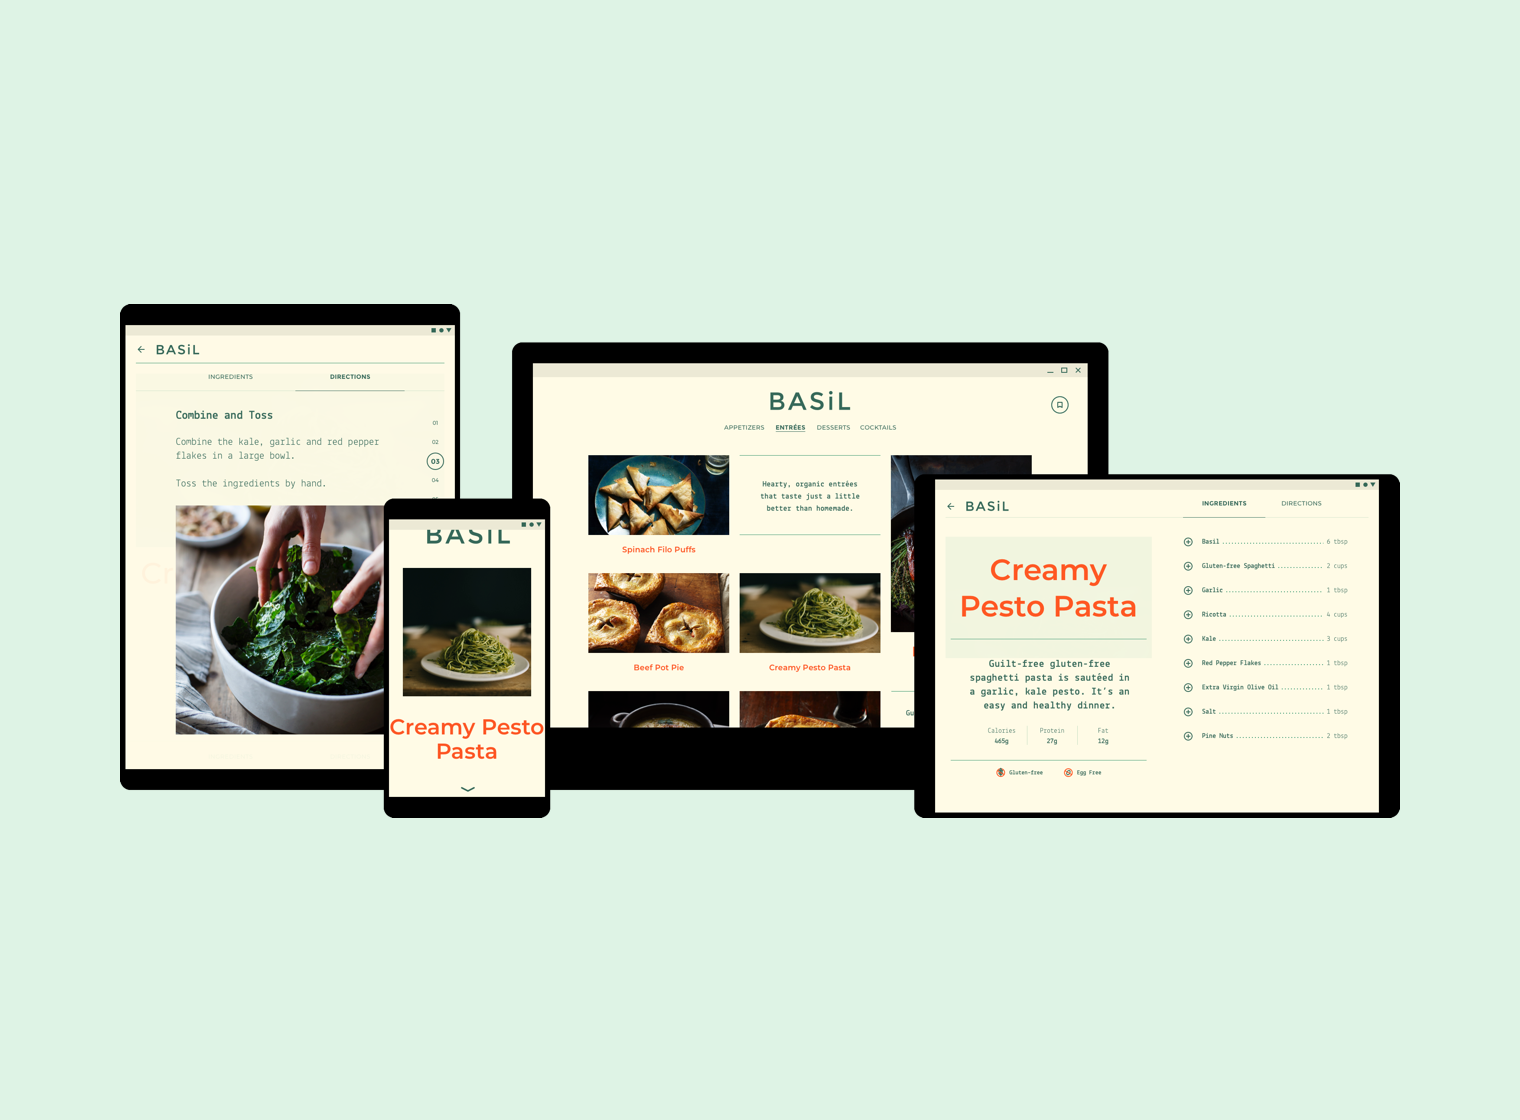 BASiL
INGREDIENTS
DIRECTIONS
Combine and Toss
Combine the kale, garlic and red pepper
flakes in a large bowl.
Toss the ingredients by hand.
01
02
03
04
BASiL
Creamy Pesto
Pasta
BASiL
APPETIZERS
ENTRÉES
DESSERTS
COCKTAILS
Spinach Filo Puffs
Hearty, organic entrées
that taste just a little
better than homemade.
Beef Pot Pie
Creamy Pesto Pasta
Gu
BASiL
INGREDIENTS
DIRECTIONS
Creamy
Pesto Pasta
Guilt-free gluten-free
spaghetti pasta is sautéed in
a garlic, kale pesto. It's an
easy and healthy dinner.
Calories Protein Fat
465g 27g 12g
Gluten-free Egg Free
Basil 6 tbsp
Gluten-free Spaghetti 2 cups
Garlic 1 tbsp
Ricotta 4 cups
Kale 3 cups
Red Pepper Flakes 1 tbsp
Extra Virgin Olive Oil 1 tbsp
Salt 1 tbsp
Pine Nuts 2 tbsp